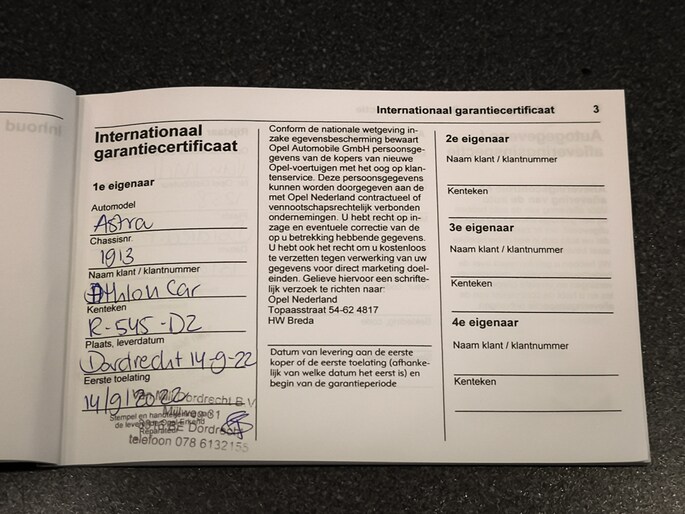 Internationaal garantiecertificaat 3
Internationaal
garantiecertificaat
1e eigenaar
Automodel
Astra
Chassisnr.
1913
Naam klant / klantnummer
Athlon Car
Kenteken
R-545-DZ
Plaats, leverdatum
Dordrecht 14-9-22
Eerste toelating
14/9/2022
Dordrecht B.V.
Stempel en handtekening van
telefoon 078 6132155
Conform de nationale wetgeving in-
zake egevensbescherming bewaart
Opel Automobile GmbH persoonsge-
gevens van de kopers van nieuwe
Opel-voertuigen met het oog op klan-
tenservice. Deze persoonsgegevens
kunnen worden doorgegeven aan de
met Opel Nederland contractueel of
vennootschapsrechtelijk verbonden
ondernemingen. U hebt recht op in-
zage en eventuele correctie van de
op u betrekking hebbende gegevens.
U hebt ook het recht om u kosteloos
te verzetten tegen verwerking van uw
gegevens voor direct marketing doel-
einden. Gelieve hiervoor een schrifte-
lijk verzoek te richten naar:
Opel Nederland
Topaasstraat 54-62 4817
HW Breda
Datum van levering aan de eerste
koper of de eerste toelating (afhanke-
lijk van welke datum het eerst is) en
begin van de garantieperiode
2e eigenaar
Naam klant / klantnummer
Kenteken
3e eigenaar
Naam klant / klantnummer
Kenteken
4e eigenaar
Naam klant / klantnummer
Kenteken